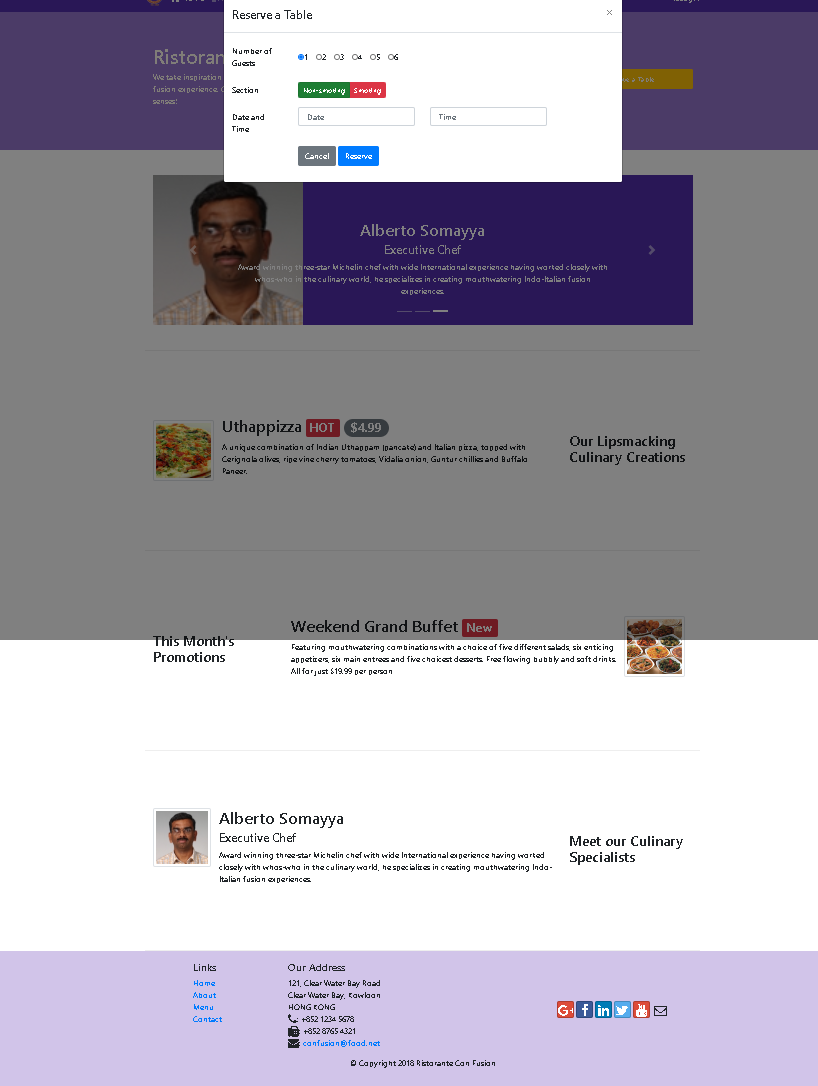 Reserve a Table
×
Number of
Guests
1 2 3 4 5 6
Section
Non-smoking Smoking
Date and
Time
Date
Time
Cancel Reserve
Ristoran
We take inspiration
fusion experience.
senses!
a Table
Alberto Somayya
Executive Chef
Award winning three-star Michelin chef with wide International experience having worked closely with
whos-who in the culinary world, he specializes in creating mouthwatering Indo-Italian fusion
experiences.
Uthappizza HOT $4.99
A unique combination of Indian Uthappam (pancake) and Italian pizza, topped with
Cerignola olives, ripe vine cherry tomatoes, Vidalia onion, Guntur chillies and Buffalo
Paneer.
Our Lipsmacking
Culinary Creations
This Month's
Promotions
Weekend Grand Buffet New
Featuring mouthwatering combinations with a choice of five different salads, six enticing
appetizers, six main entrees and five choicest desserts. Free flowing bubbly and soft drinks.
All for just $19.99 per person
Alberto Somayya
Executive Chef
Award winning three-star Michelin chef with wide International experience having worked
closely with whos-who in the culinary world, he specializes in creating mouthwatering Indo-
Italian fusion experiences.
Meet our Culinary
Specialists
Links
Home
About
Menu
Contact
Our Address
121, Clear Water Bay Road
Clear Water Bay, Kowloon
HONG KONG
: +852 1234 5678
: +852 8765 4321
: confusion@food.net
© Copyright 2018 Ristorante Con Fusion